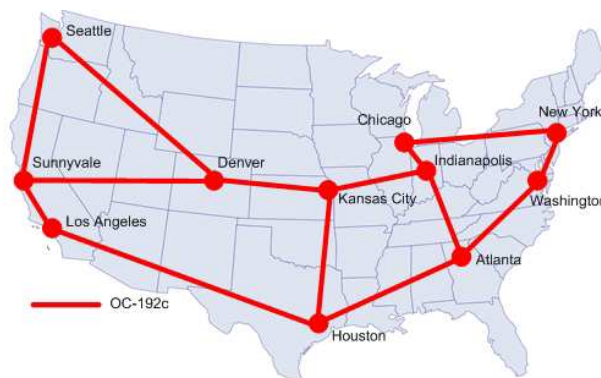 Seattle
New York
Chicago
Sunnyvale
Denver
Indianapolis
Kansas City
Washington
Los Angeles
Atlanta
OC-192c
Houston